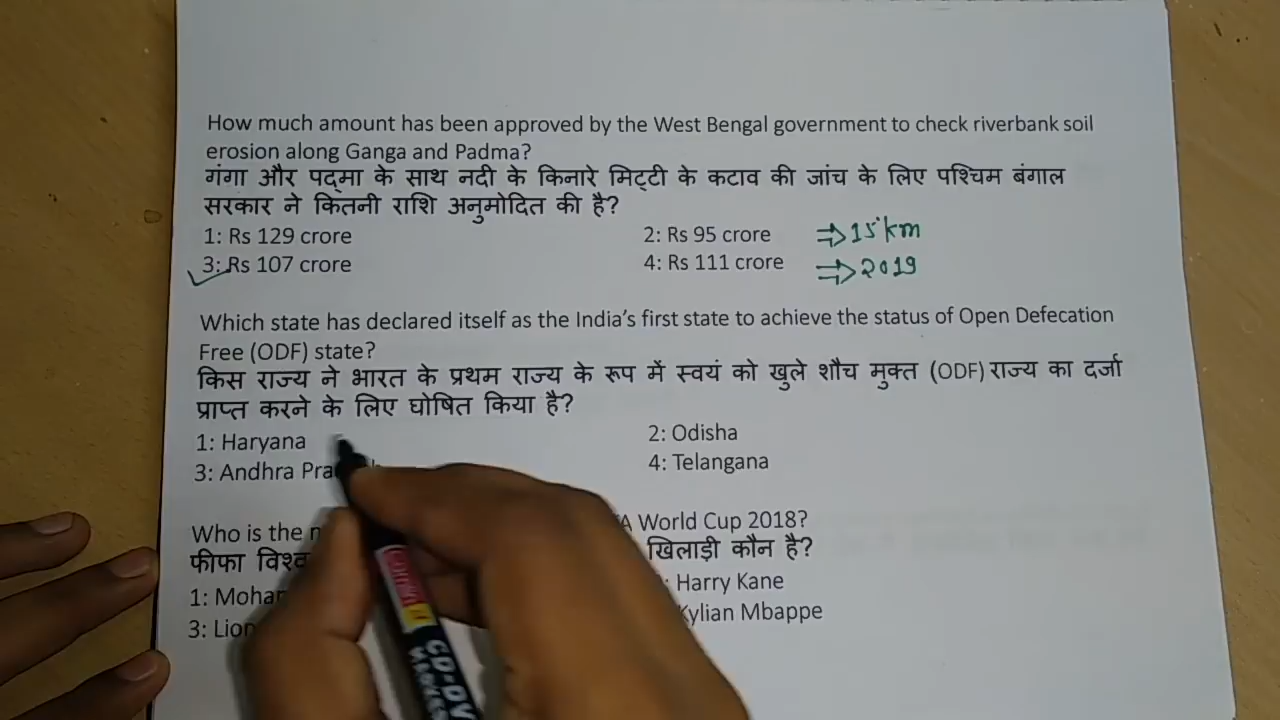 How much amount has been approved by the West Bengal government to check riverbank soil
erosion along Ganga and Padma?
गंगा और पद्मा के साथ नदी के किनारे मिट्टी के कटाव की जांच के लिए पश्चिम बंगाल
सरकार ने कितनी राशि अनुमोदित की है?
1: Rs 129 crore 2: Rs 95 crore ⇒ 15 km
3: Rs 107 crore 4: Rs 111 crore ⇒ 2019
Which state has declared itself as the India's first state to achieve the status of Open Defecation
Free (ODF) state?
किस राज्य ने भारत के प्रथम राज्य के रूप में स्वयं को खुले शौच मुक्त (ODF) राज्य का दर्जा
प्राप्त करने के लिए घोषित किया है?
1: Haryana 2: Odisha
3: Andhra 4: Telangana
Who is the World Cup 2018?
फीफा खिलाड़ी कौन है?
1: Harry Kane
3: Kylian Mbappe
CD-DV